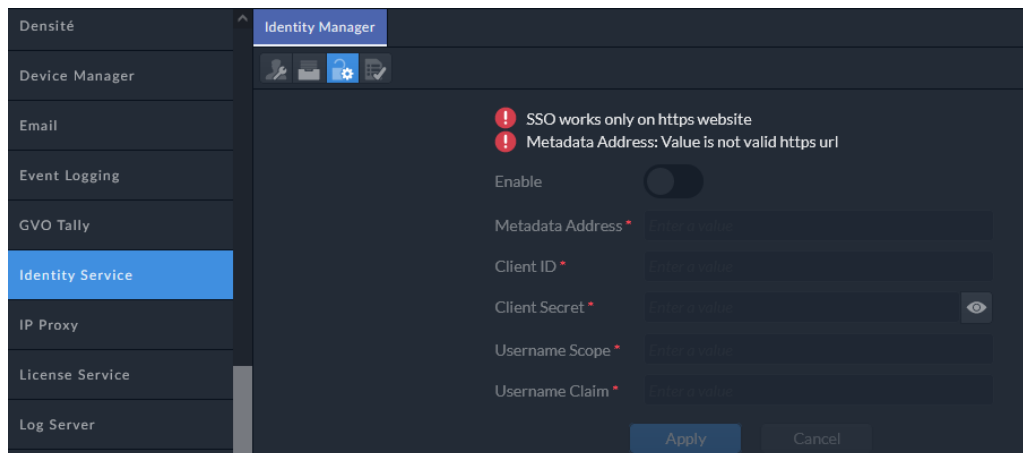 Densité
Device Manager
Email
Event Logging
GVO Tally
Identity Service
IP Proxy
License Service
Log Server
Identity Manager
SSO works only on https website
Metadata Address: Value is not valid https url
Enable
Metadata Address * Enter a value
Client ID * Enter a value
Client Secret * Enter a value
Username Scope * Enter a value
Username Claim * Enter a value
Apply Cancel